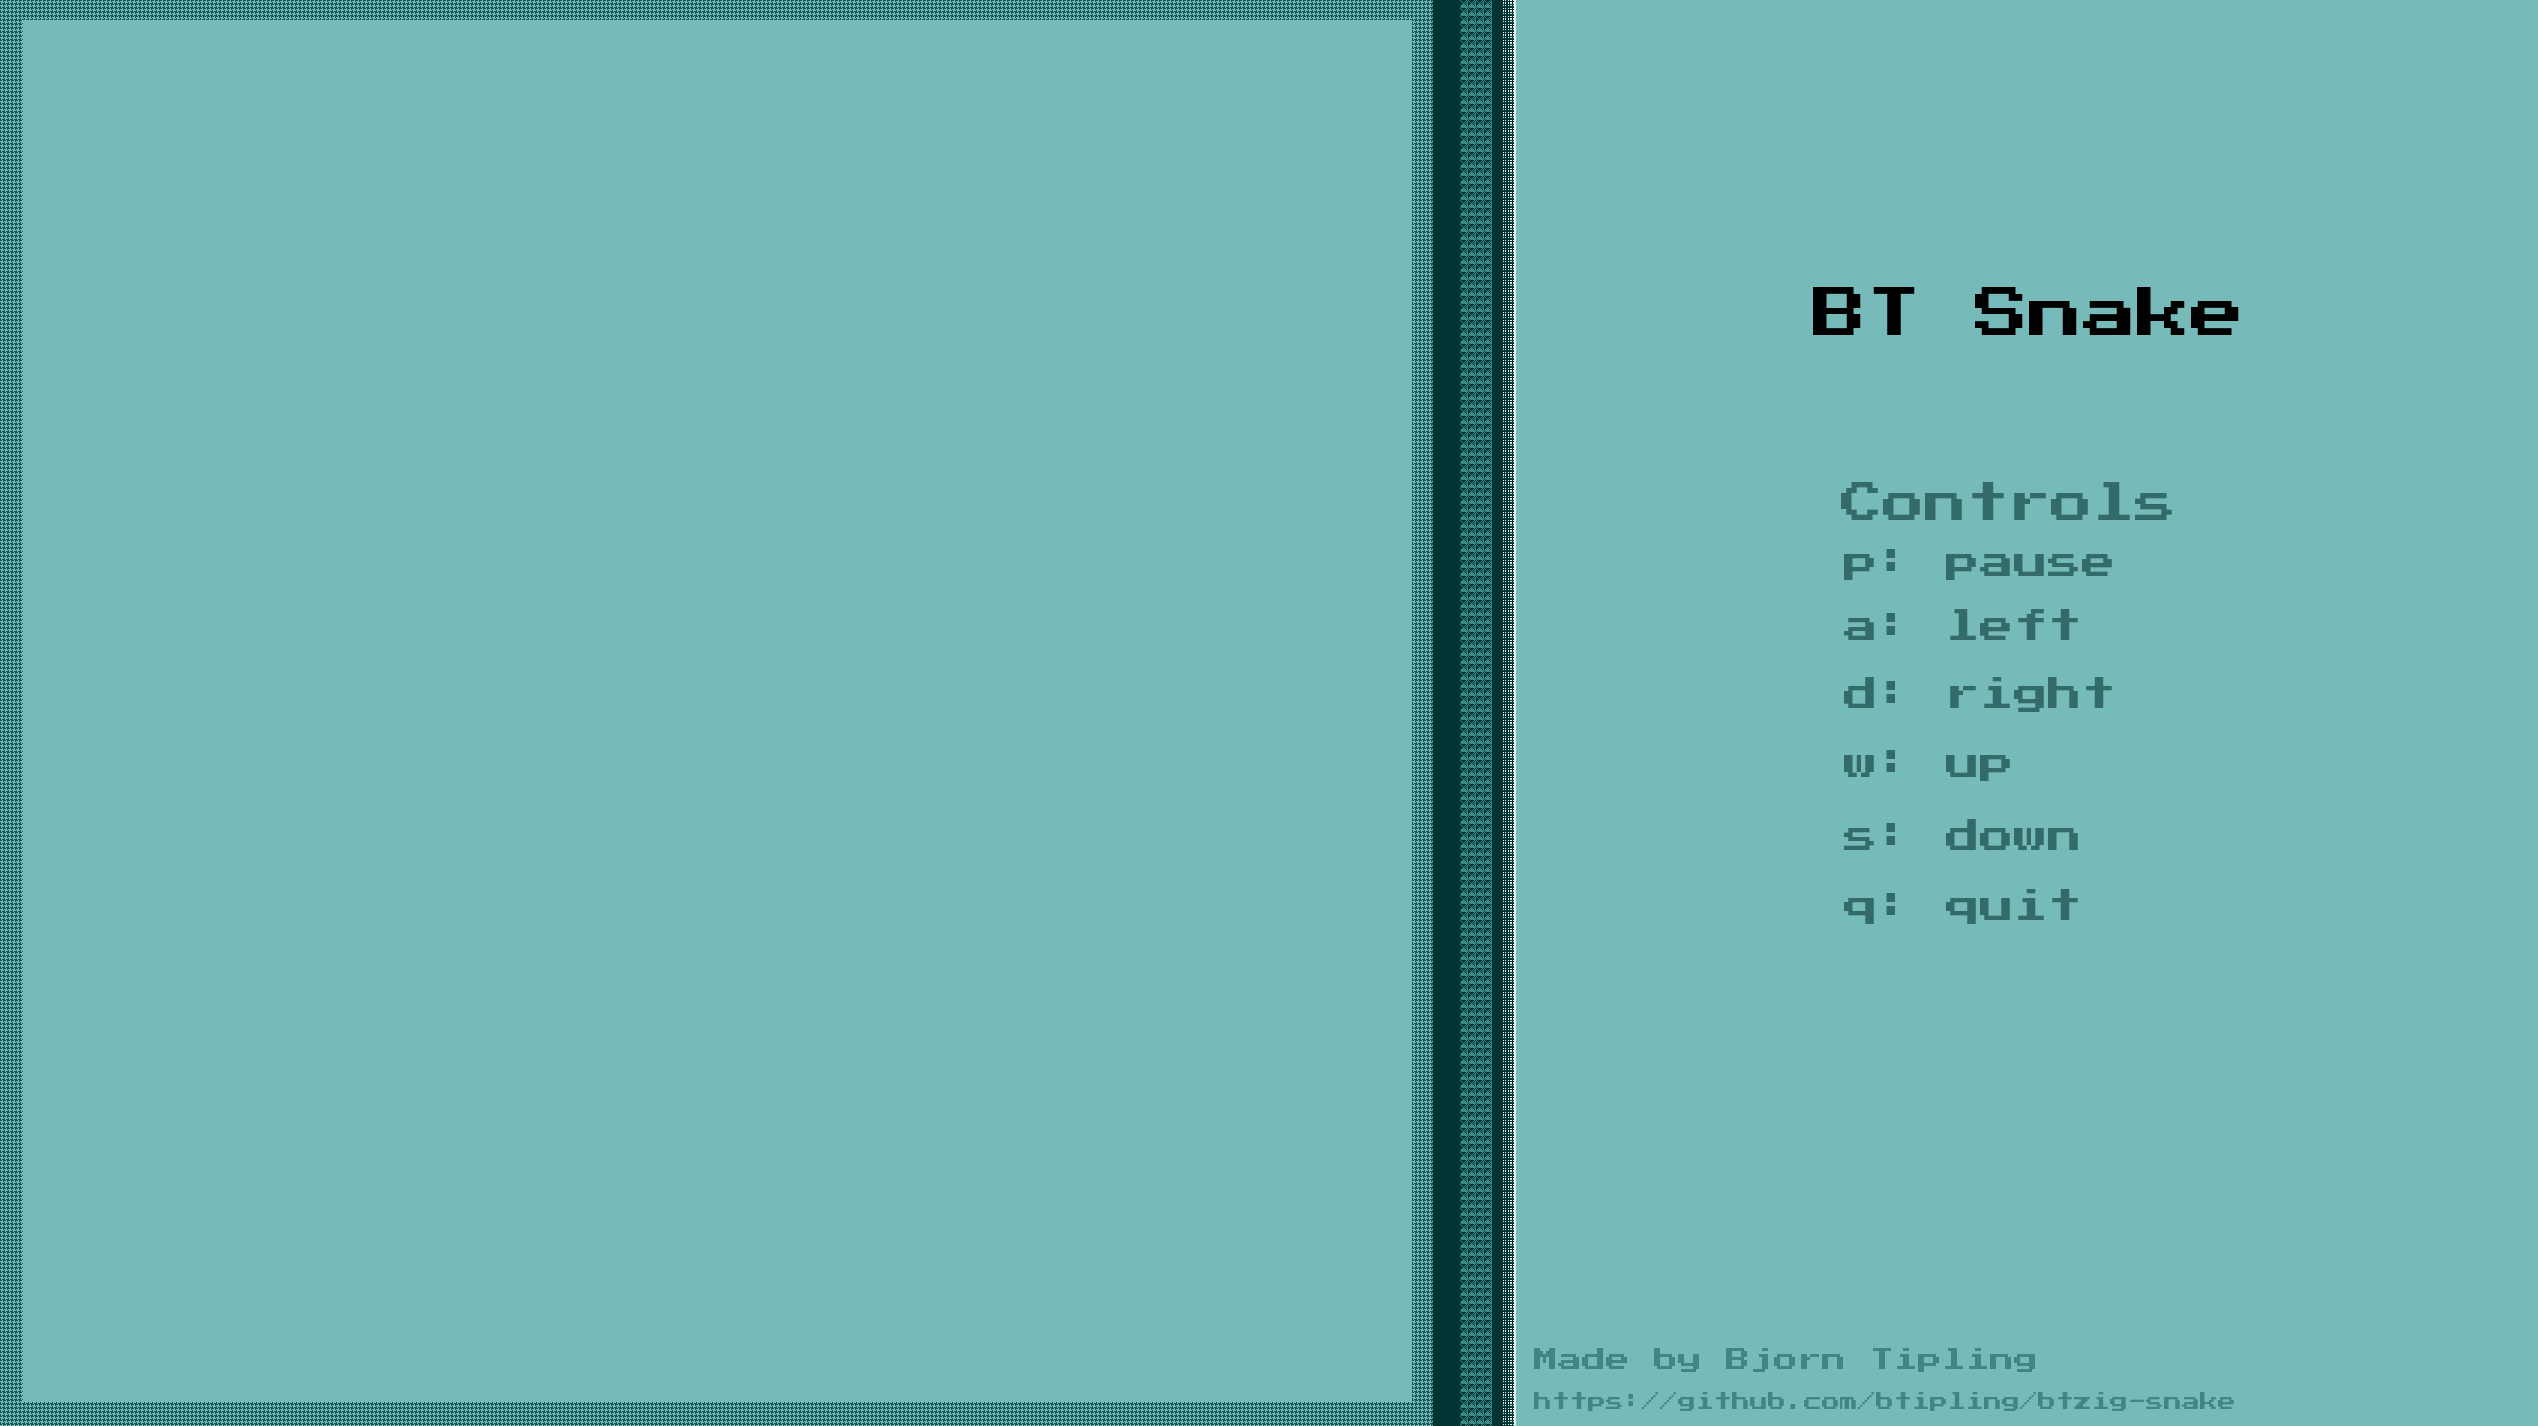 BT Snake
Controls
p: pause
a: left
d: right
w: up
s: down
q: quit
Made by Bjorn Tipling
https://github.com/btipling/btzig-snake